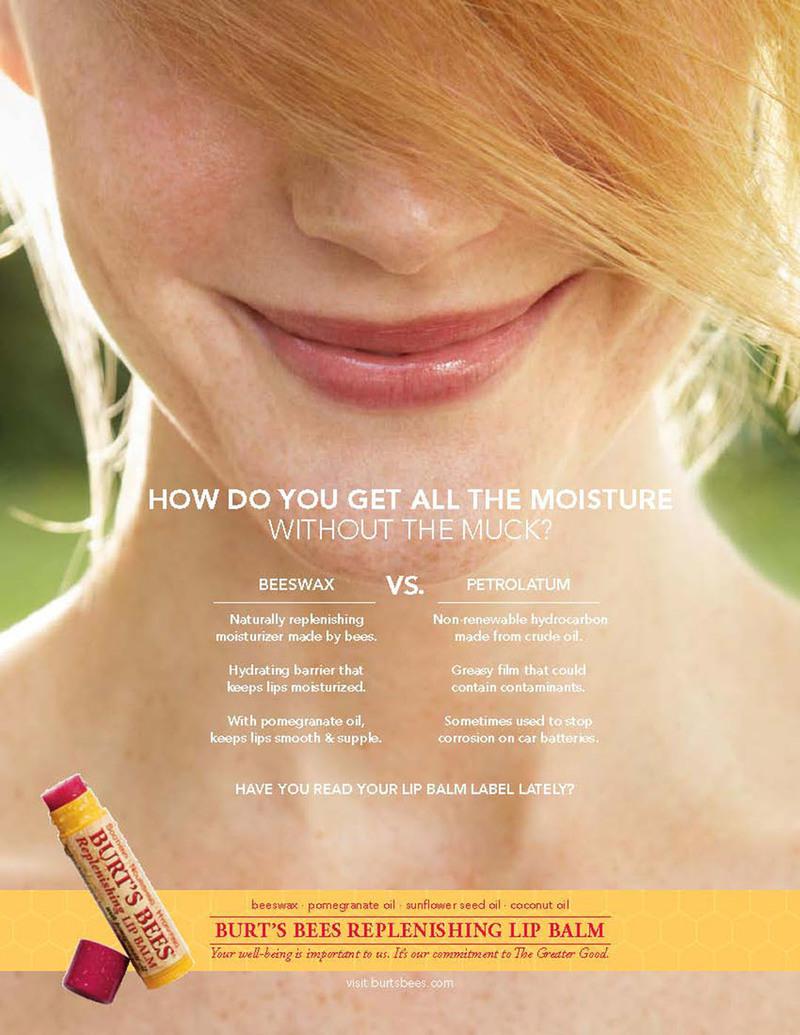 HOW DO YOU GET ALL THE MOISTURE
WITHOUT THE MUCK?
BEESWAX VS. PETROLATUM
Naturally replenishing
moisturizer made by bees.
Hydrating barrier that
keeps lips moisturized.
With pomegranate oil,
keeps lips smooth & supple.
Non-renewable hydrocarbon
made from crude oil.
Greasy film that could
contain contaminants.
Sometimes used to stop
corrosion on car batteries.
HAVE YOU READ YOUR LIP BALM LABEL LATELY?
BURT'S BEES
Replenishing LIP BALM
beeswax · pomegranate oil · sunflower seed oil · coconut oil
BURT'S BEES REPLENISHING LIP BALM
Your well-being is important to us. It's our commitment to The Greater Good.
visit burtsbees.com